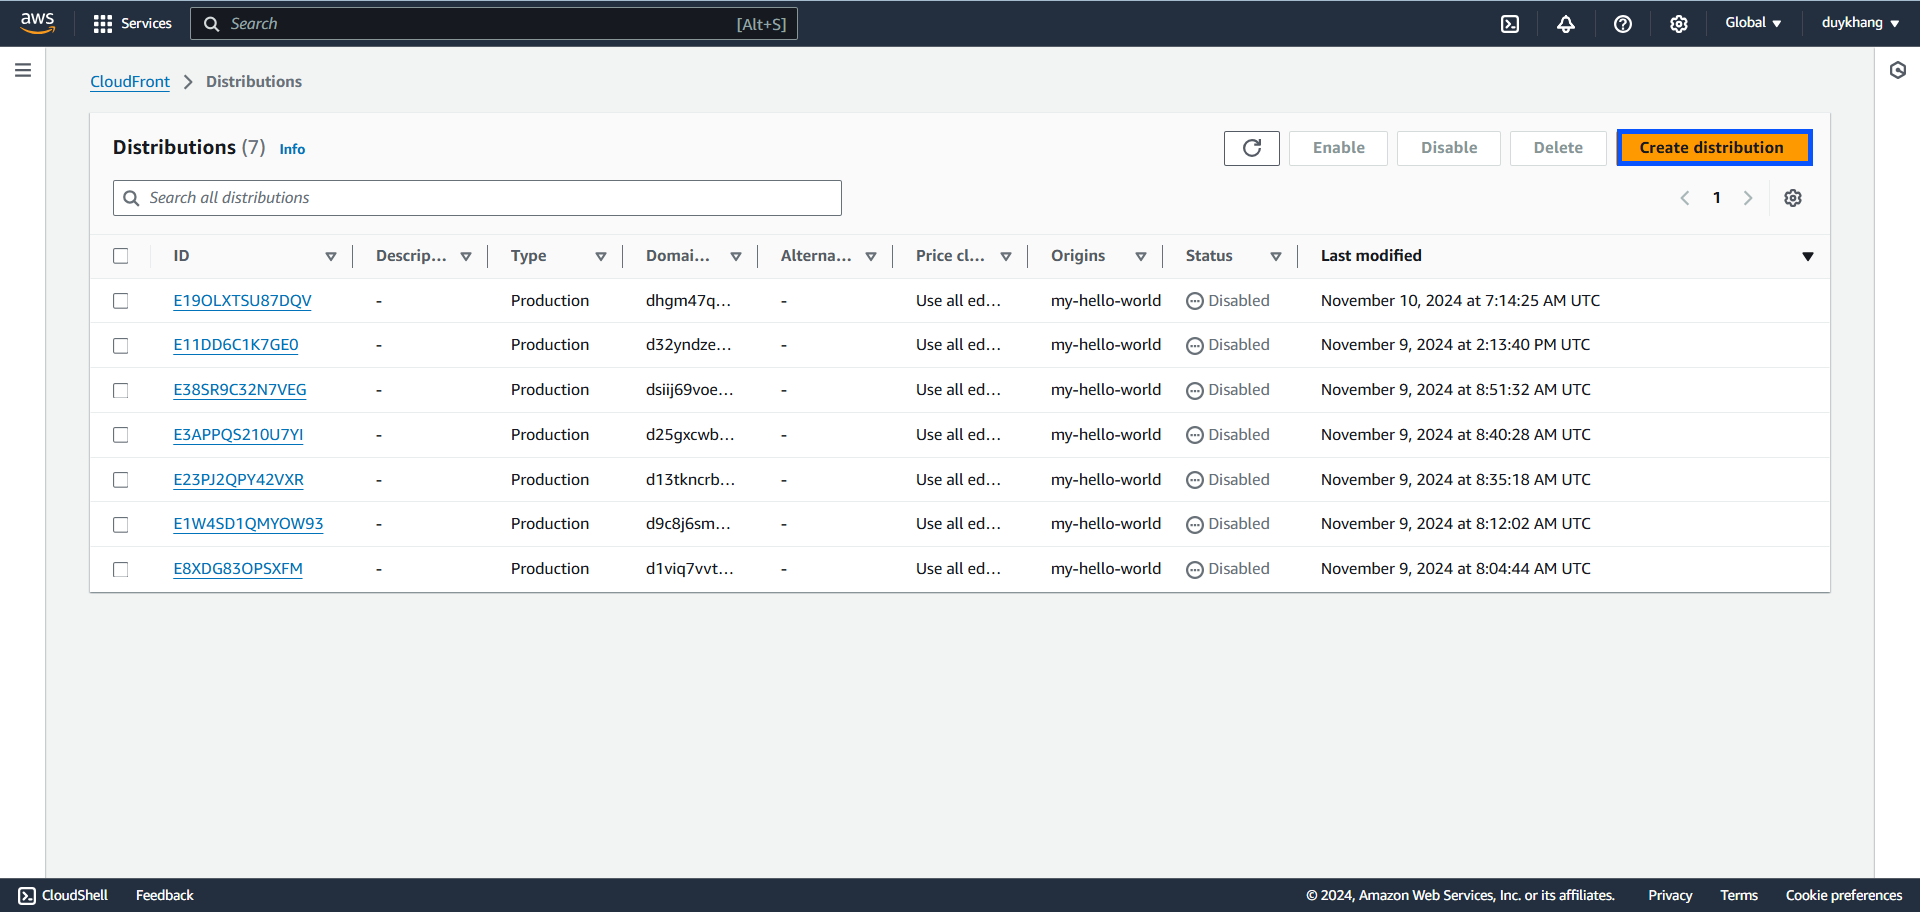 aws Services Search [Alt+S] Global duykhang
CloudFront Distributions
Distributions (7) Info Enable Disable Delete Create distribution
Search all distributions 1
ID Descrip... Type Domai... Alterna... Price cl... Origins Status Last modified
E19OLXTSU87DQV - Production dhgm47q... - Use all ed... my-hello-world Disabled November 10, 2024 at 7:14:25 AM UTC
E11DD6C1K7GE0 - Production d32yndze... - Use all ed... my-hello-world Disabled November 9, 2024 at 2:13:40 PM UTC
E38SR9C32N7VEG - Production dsiij69voe... - Use all ed... my-hello-world Disabled November 9, 2024 at 8:51:32 AM UTC
E3APPQS210U7YI - Production d25gxcwb... - Use all ed... my-hello-world Disabled November 9, 2024 at 8:40:28 AM UTC
E23PJ2QPY42VXR - Production d13tkncrb... - Use all ed... my-hello-world Disabled November 9, 2024 at 8:35:18 AM UTC
E1W4SD1QMYOW93 - Production d9c8j6sm... - Use all ed... my-hello-world Disabled November 9, 2024 at 8:12:02 AM UTC
E8XDG83OPSXFM - Production d1viq7vvt... - Use all ed... my-hello-world Disabled November 9, 2024 at 8:04:44 AM UTC
CloudShell Feedback © 2024, Amazon Web Services, Inc. or its affiliates. Privacy Terms Cookie preferences